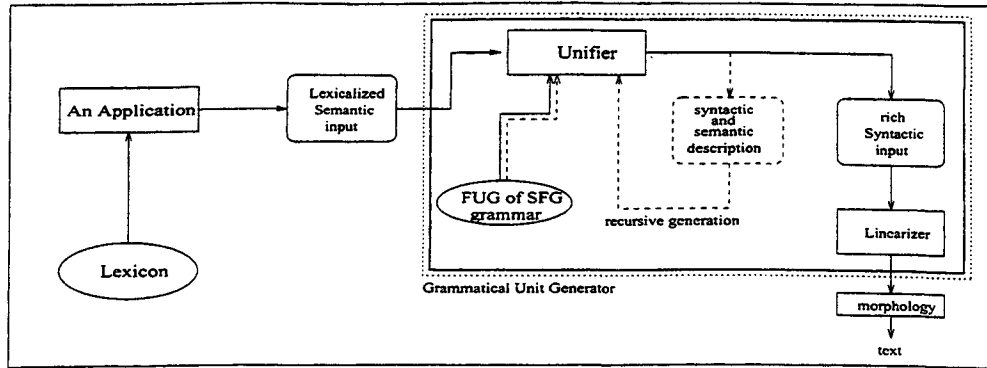 An Application
Lexicon
Lexicalized
Semantic
input
Unifier
FUG of SFG
grammar
syntactic
and
semantic
description
recursive generation
rich
Syntactic
input
Linearizer
Grammatical Unit Generator
morphology
text